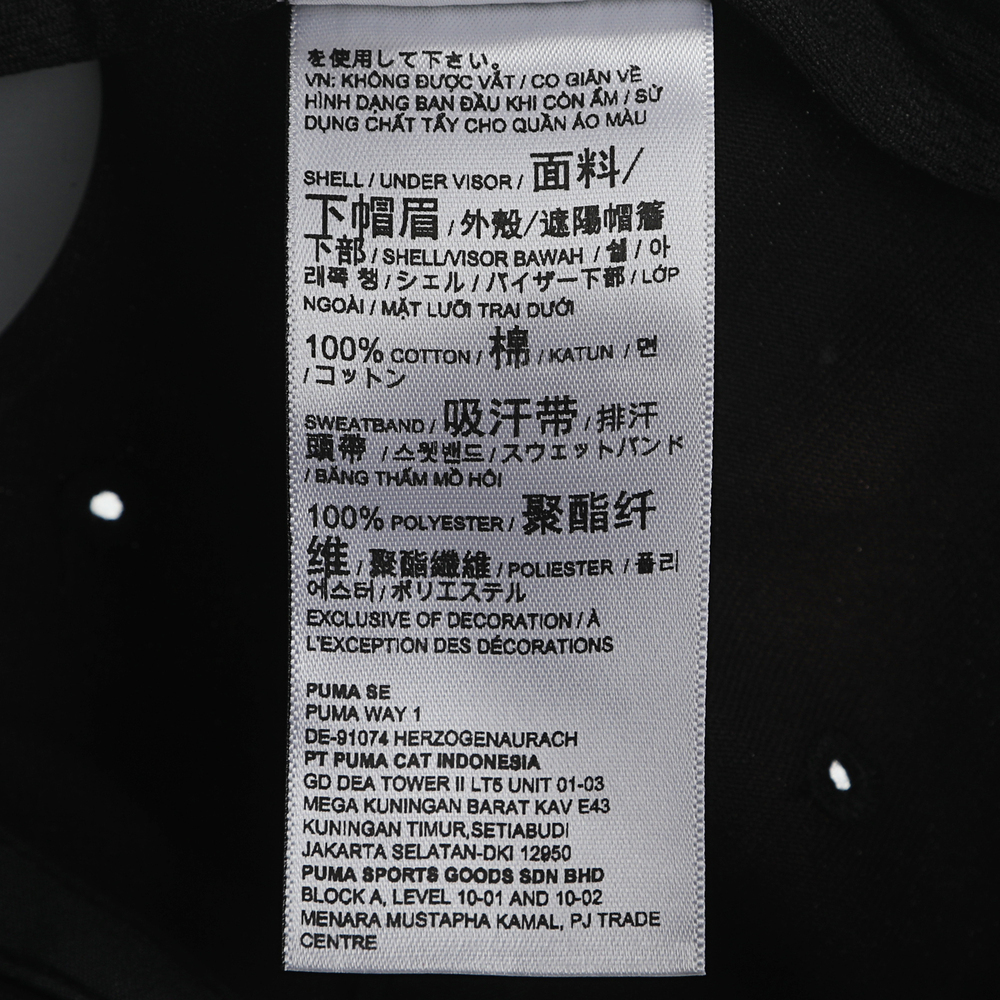 を使用して下さい。
VN: KHÔNG ĐƯỢC VẮT / CO GIÃN VỀ
HÌNH DẠNG BAN ĐẦU KHI CÒN ẨM / SỬ
DỤNG CHẤT TẨY CHO QUẦN ÁO MÀU
SHELL / UNDER VISOR / 面料/
下帽眉 / 外殼/遮陽帽簷
下部 / SHELL/VISOR BAWAH / 쉘 / 아
래쪽 챙 / シェル / バイザー下部 / LỚP
NGOÀI / MẶT LƯỠI TRAI DƯỚI
100% COTTON / 棉 / KATUN / 면
/ コットン
SWEATBAND / 吸汗带 / 排汗
頭帶 / 스웻밴드 / スウェットバンド
/ BĂNG THẤM MỒ HÔI
100% POLYESTER / 聚酯纤
维 / 聚酯纖維 / POLIESTER / 폴리
에스터 / ポリエステル
EXCLUSIVE OF DECORATION / À
L'EXCEPTION DES DÉCORATIONS
PUMA SE
PUMA WAY 1
DE-91074 HERZOGENAURACH
PT PUMA CAT INDONESIA
GD DEA TOWER II LT5 UNIT 01-03
MEGA KUNINGAN BARAT KAV E43
KUNINGAN TIMUR,SETIABUDI
JAKARTA SELATAN-DKI 12950
PUMA SPORTS GOODS SDN BHD
BLOCK A, LEVEL 10-01 AND 10-02
MENARA MUSTAPHA KAMAL, PJ TRADE
CENTRE